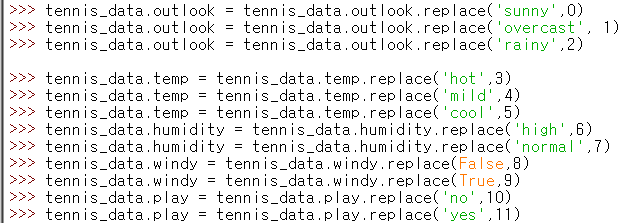 >>> tennis_data.outlook = tennis_data.outlook.replace('sunny',0)
>>> tennis_data.outlook = tennis_data.outlook.replace('overcast', 1)
>>> tennis_data.outlook = tennis_data.outlook.replace('rainy',2)
>>> tennis_data.temp = tennis_data.temp.replace('hot',3)
>>> tennis_data.temp = tennis_data.temp.replace('mild',4)
>>> tennis_data.temp = tennis_data.temp.replace('cool',5)
>>> tennis_data.humidity = tennis_data.humidity.replace('high',6)
>>> tennis_data.humidity = tennis_data.humidity.replace('normal',7)
>>> tennis_data.windy = tennis_data.windy.replace(False,8)
>>> tennis_data.windy = tennis_data.windy.replace(True,9)
>>> tennis_data.play = tennis_data.play.replace('no',10)
>>> tennis_data.play = tennis_data.play.replace('yes',11)